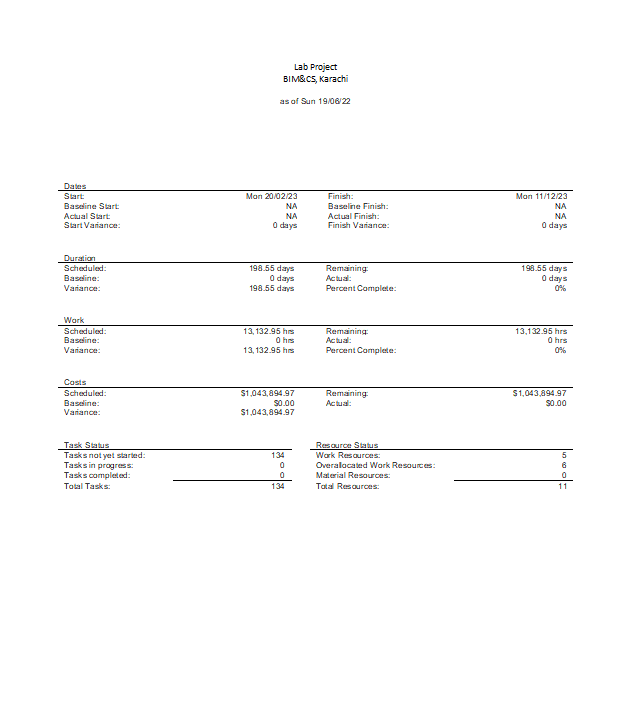 Lab Project
BIM&CS, Karachi
as of Sun 19/06/22
Dates
Start: Mon 20/02/23 Finish: Mon 11/12/23
Baseline Start: NA Baseline Finish: NA
Actual Start: NA Actual Finish: NA
Start Variance: 0 days Finish Variance: 0 days
Duration
Scheduled: 198.55 days Remaining: 198.55 days
Baseline: 0 days Actual: 0 days
Variance: 198.55 days Percent Complete: 0%
Work
Scheduled: 13,132.95 hrs Remaining: 13,132.95 hrs
Baseline: 0 hrs Actual: 0 hrs
Variance: 13,132.95 hrs Percent Complete: 0%
Costs
Scheduled: $1,043,894.97 Remaining: $1,043,894.97
Baseline: $0.00 Actual: $0.00
Variance: $1,043,894.97
Task Status Resource Status
Tasks not yet started: 134 Work Resources: 5
Tasks in progress: 0 Overallocated Work Resources: 6
Tasks completed: 0 Material Resources: 0
Total Tasks: 134 Total Resources: 11